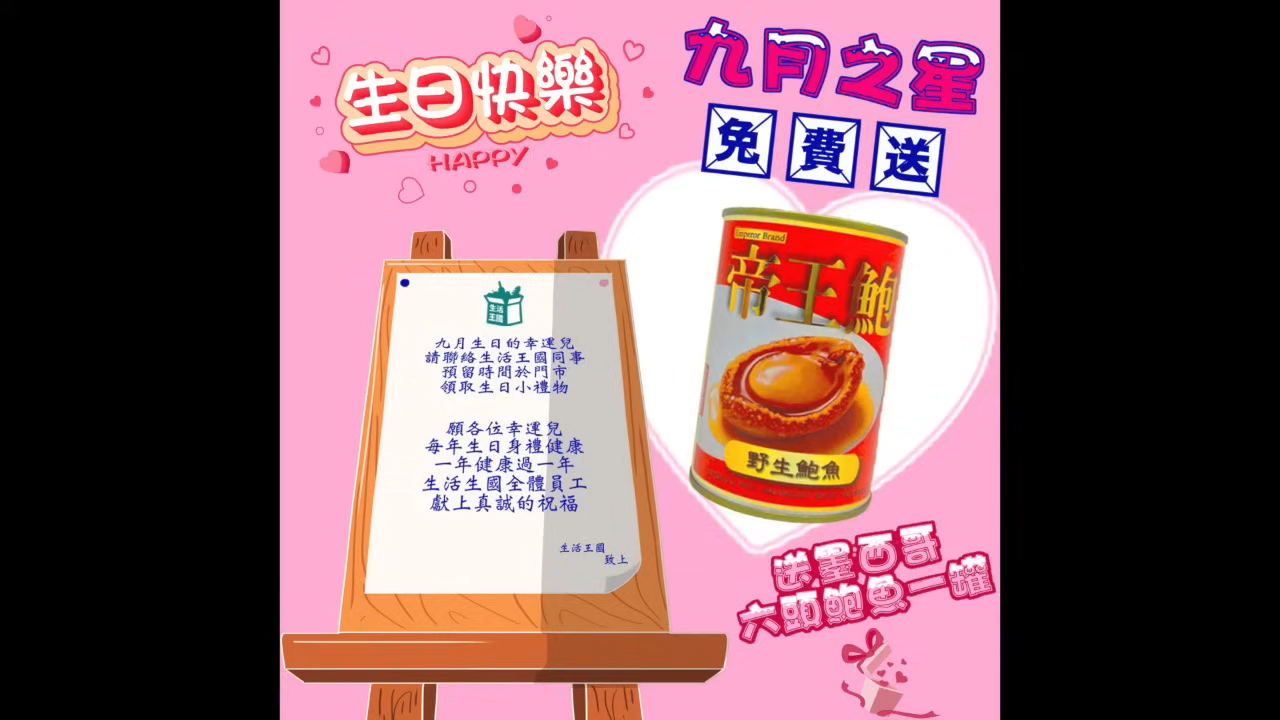 生日快樂
HAPPY
九月之星
免費送
生活
王國
九月生日的幸運兒
請聯絡生活王國同事
預留時間於門市
領取生日小禮物
願各位幸運兒
每年生日身禮健康
一年健康過一年
生活生國全體員工
獻上真誠的祝福
生活王國
致上
Emperor Brand
帝王鮑
野生鮑魚
送墨西哥
六頭鮑魚一罐